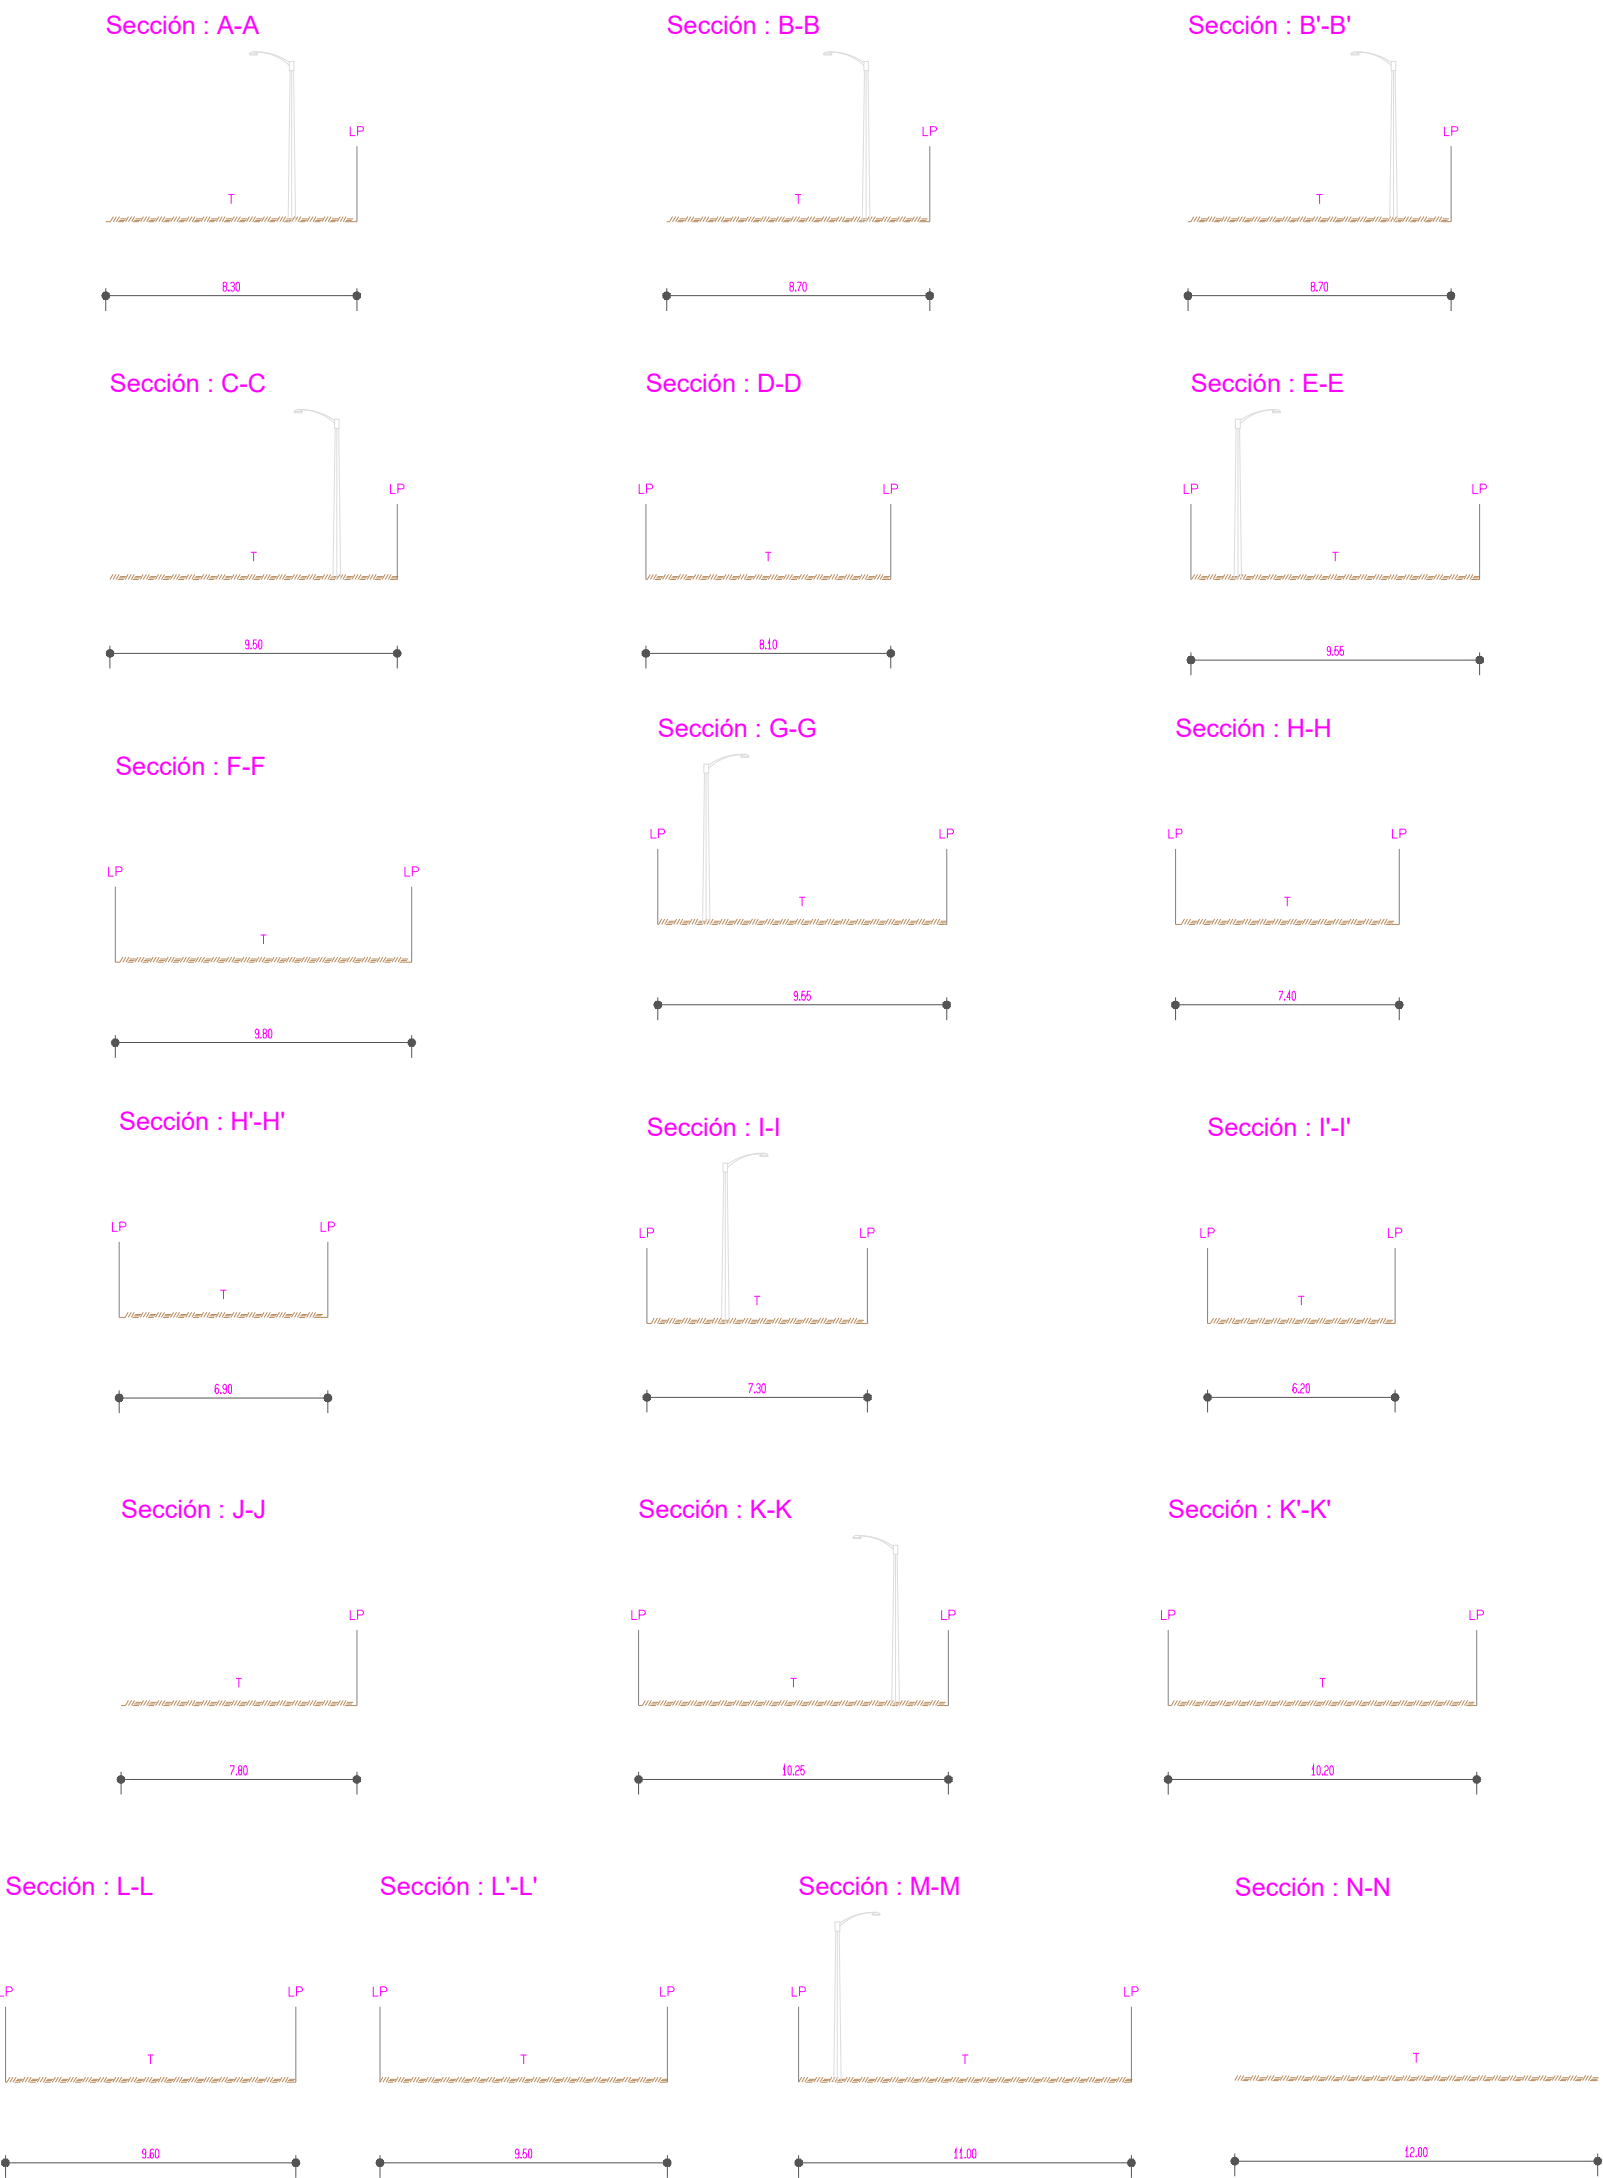 Sección : A-A
LP
T
8.30
Sección : B-B
LP
T
8.70
Sección : B'-B'
LP
T
8.70
Sección : C-C
LP
T
9.50
Sección : D-D
LP
LP
T
8.10
Sección : E-E
LP
LP
T
9.55
Sección : F-F
LP
LP
T
9.80
Sección : G-G
LP
LP
T
9.55
Sección : H-H
LP
LP
T
7.40
Sección : H'-H'
LP
LP
T
6.90
Sección : I-I
LP
LP
T
7.30
Sección : I'-I'
LP
LP
T
6.20
Sección : J-J
LP
T
7.80
Sección : K-K
LP
LP
T
10.25
Sección : K'-K'
LP
LP
T
10.20
Sección : L-L
LP
LP
T
9.60
Sección : L'-L'
LP
LP
T
9.50
Sección : M-M
LP
LP
T
11.00
Sección : N-N
T
12.00